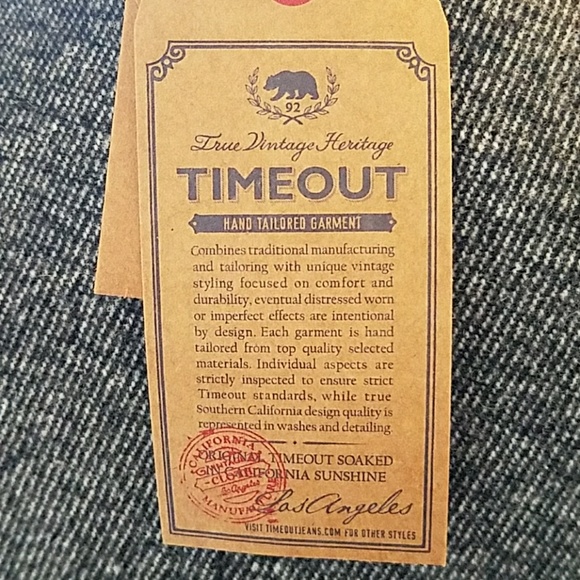 92
True Vintage Heritage
TIMEOUT
HAND TAILORED GARMENT
Combines traditional manufacturing
and tailoring with unique vintage
styling focused on comfort and
durability, eventual distressed worn
or imperfect effects are intentional
by design. Each garment is hand
tailored from top quality selected
materials. Individual aspects are
strictly inspected to ensure strict
Timeout standards, while true
Southern California design quality is
represented in washes and detailing
ORIGINAL TIMEOUT SOAKED
CALIFORNIA SUNSHINE
CALIFORNIA
Los Angeles
VISIT TIMEOUTJEANS.COM FOR OTHER STYLES